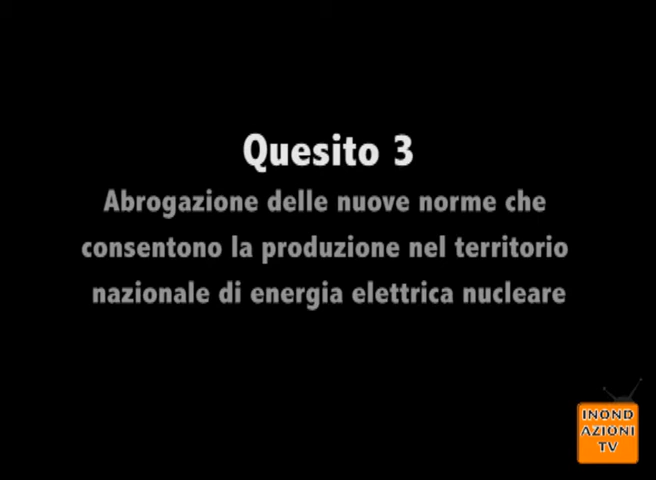 Quesito 3
Abrogazione delle nuove norme che
consentono la produzione nel territorio
nazionale di energia elettrica nucleare
INOND
AZIONI
TV